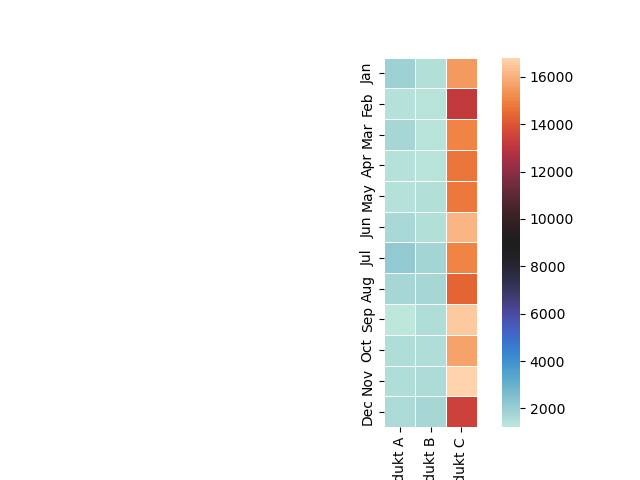 Jan
Feb
Mar
Apr
May
Jun
Jul
Aug
Sep
Oct
Nov
Dec
dukt A
dukt B
dukt C
16000
14000
12000
10000
8000
6000
4000
2000